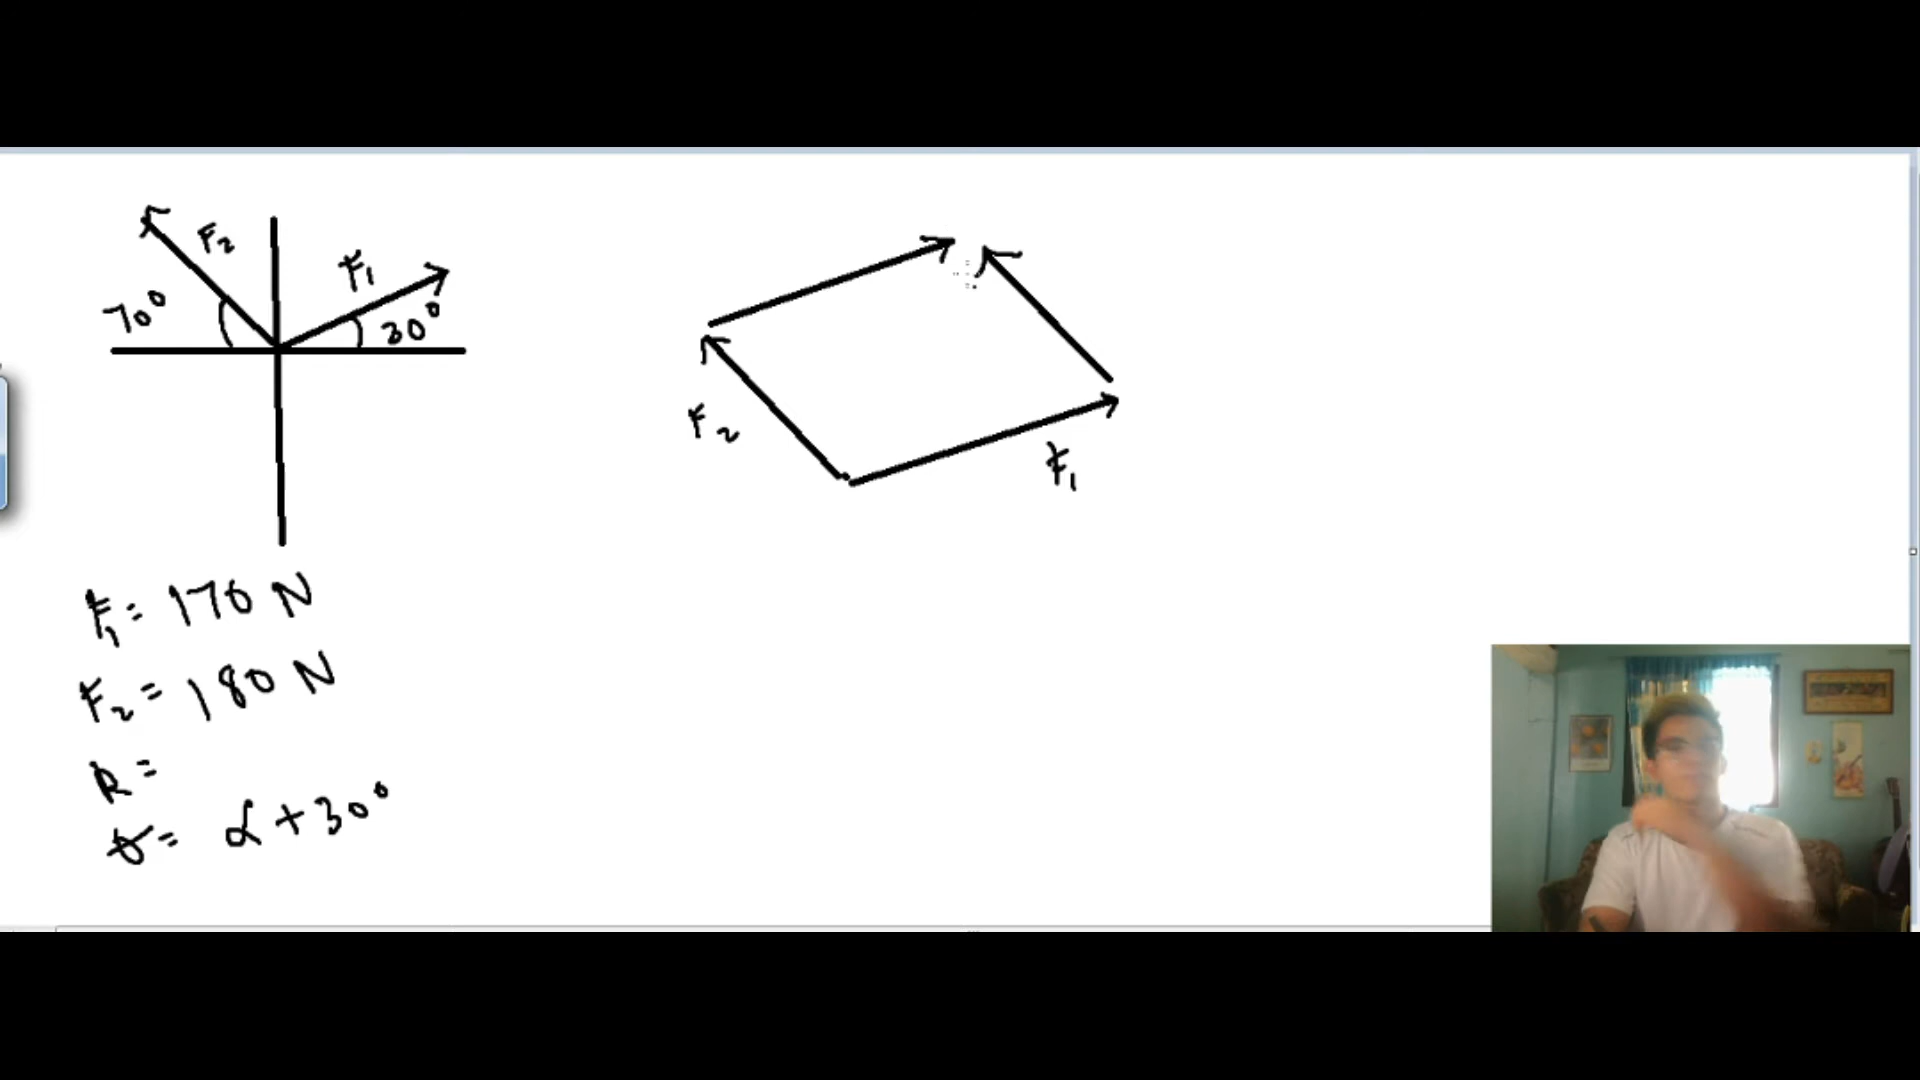 F₂
F₁
70°
30°
F₂
F₁
F₁ = 170 N
F₂ = 180 N
R =
θ = α + 30°